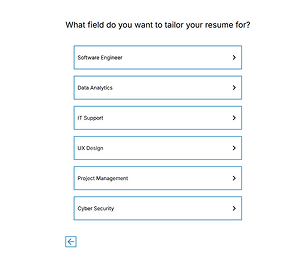 What field do you want to tailor your resume for?
Software Engineer
Data Analytics
IT Support
UX Design
Project Management
Cyber Security